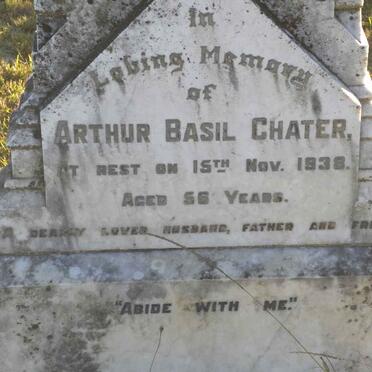 In
Loving Memory
of
ARTHUR BASIL CHATER,
AT REST ON 15TH NOV. 1938.
AGED 56 YEARS.
A DEARLY LOVED HUSBAND, FATHER AND
"ABIDE WITH ME."